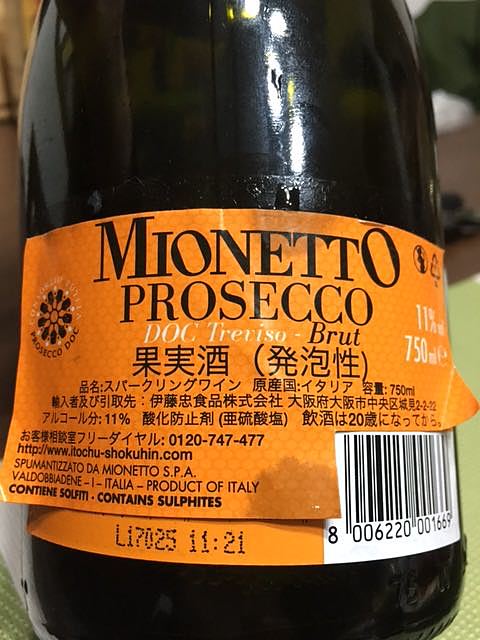 MIONETTO
PROSECCO
DOC Treviso - Brut
PROSECCO DOC
11% vol
750 ml e
果実酒（発泡性）
品名:スパークリングワイン 原産国:イタリア 容量:750ml
輸入者及び引取先：伊藤忠食品株式会社 大阪府大阪市中央区城見2-2-22
アルコール分:11% 酸化防止剤(亜硫酸塩) 飲酒は20歳になってから。
お客様相談室フリーダイヤル: 0120-747-477
http://www.itochu-shokuhin.com
SPUMANTIZZATO DA MIONETTO S.P.A.
VALDOBBIADENE – I – ITALIA – PRODUCT OF ITALY
CONTIENE SOLFITI - CONTAINS SULPHITES
L17025 11:21
8 006220 001669